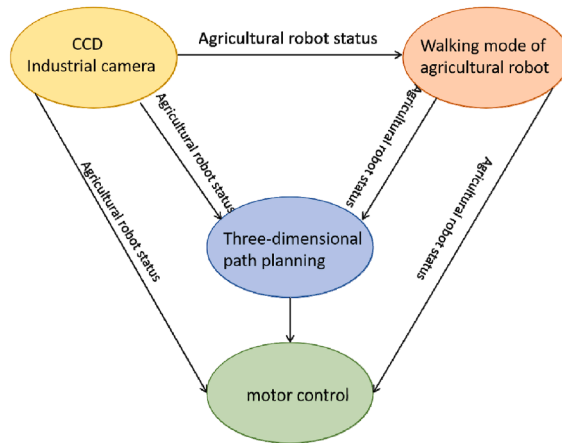 CCD
Industrial camera
Agricultural robot status
Walking mode of
agricultural robot
Agricultural robot status
Agricultural robot status
Agricultural robot status
Agricultural robot status
Three-dimensional
path planning
motor control